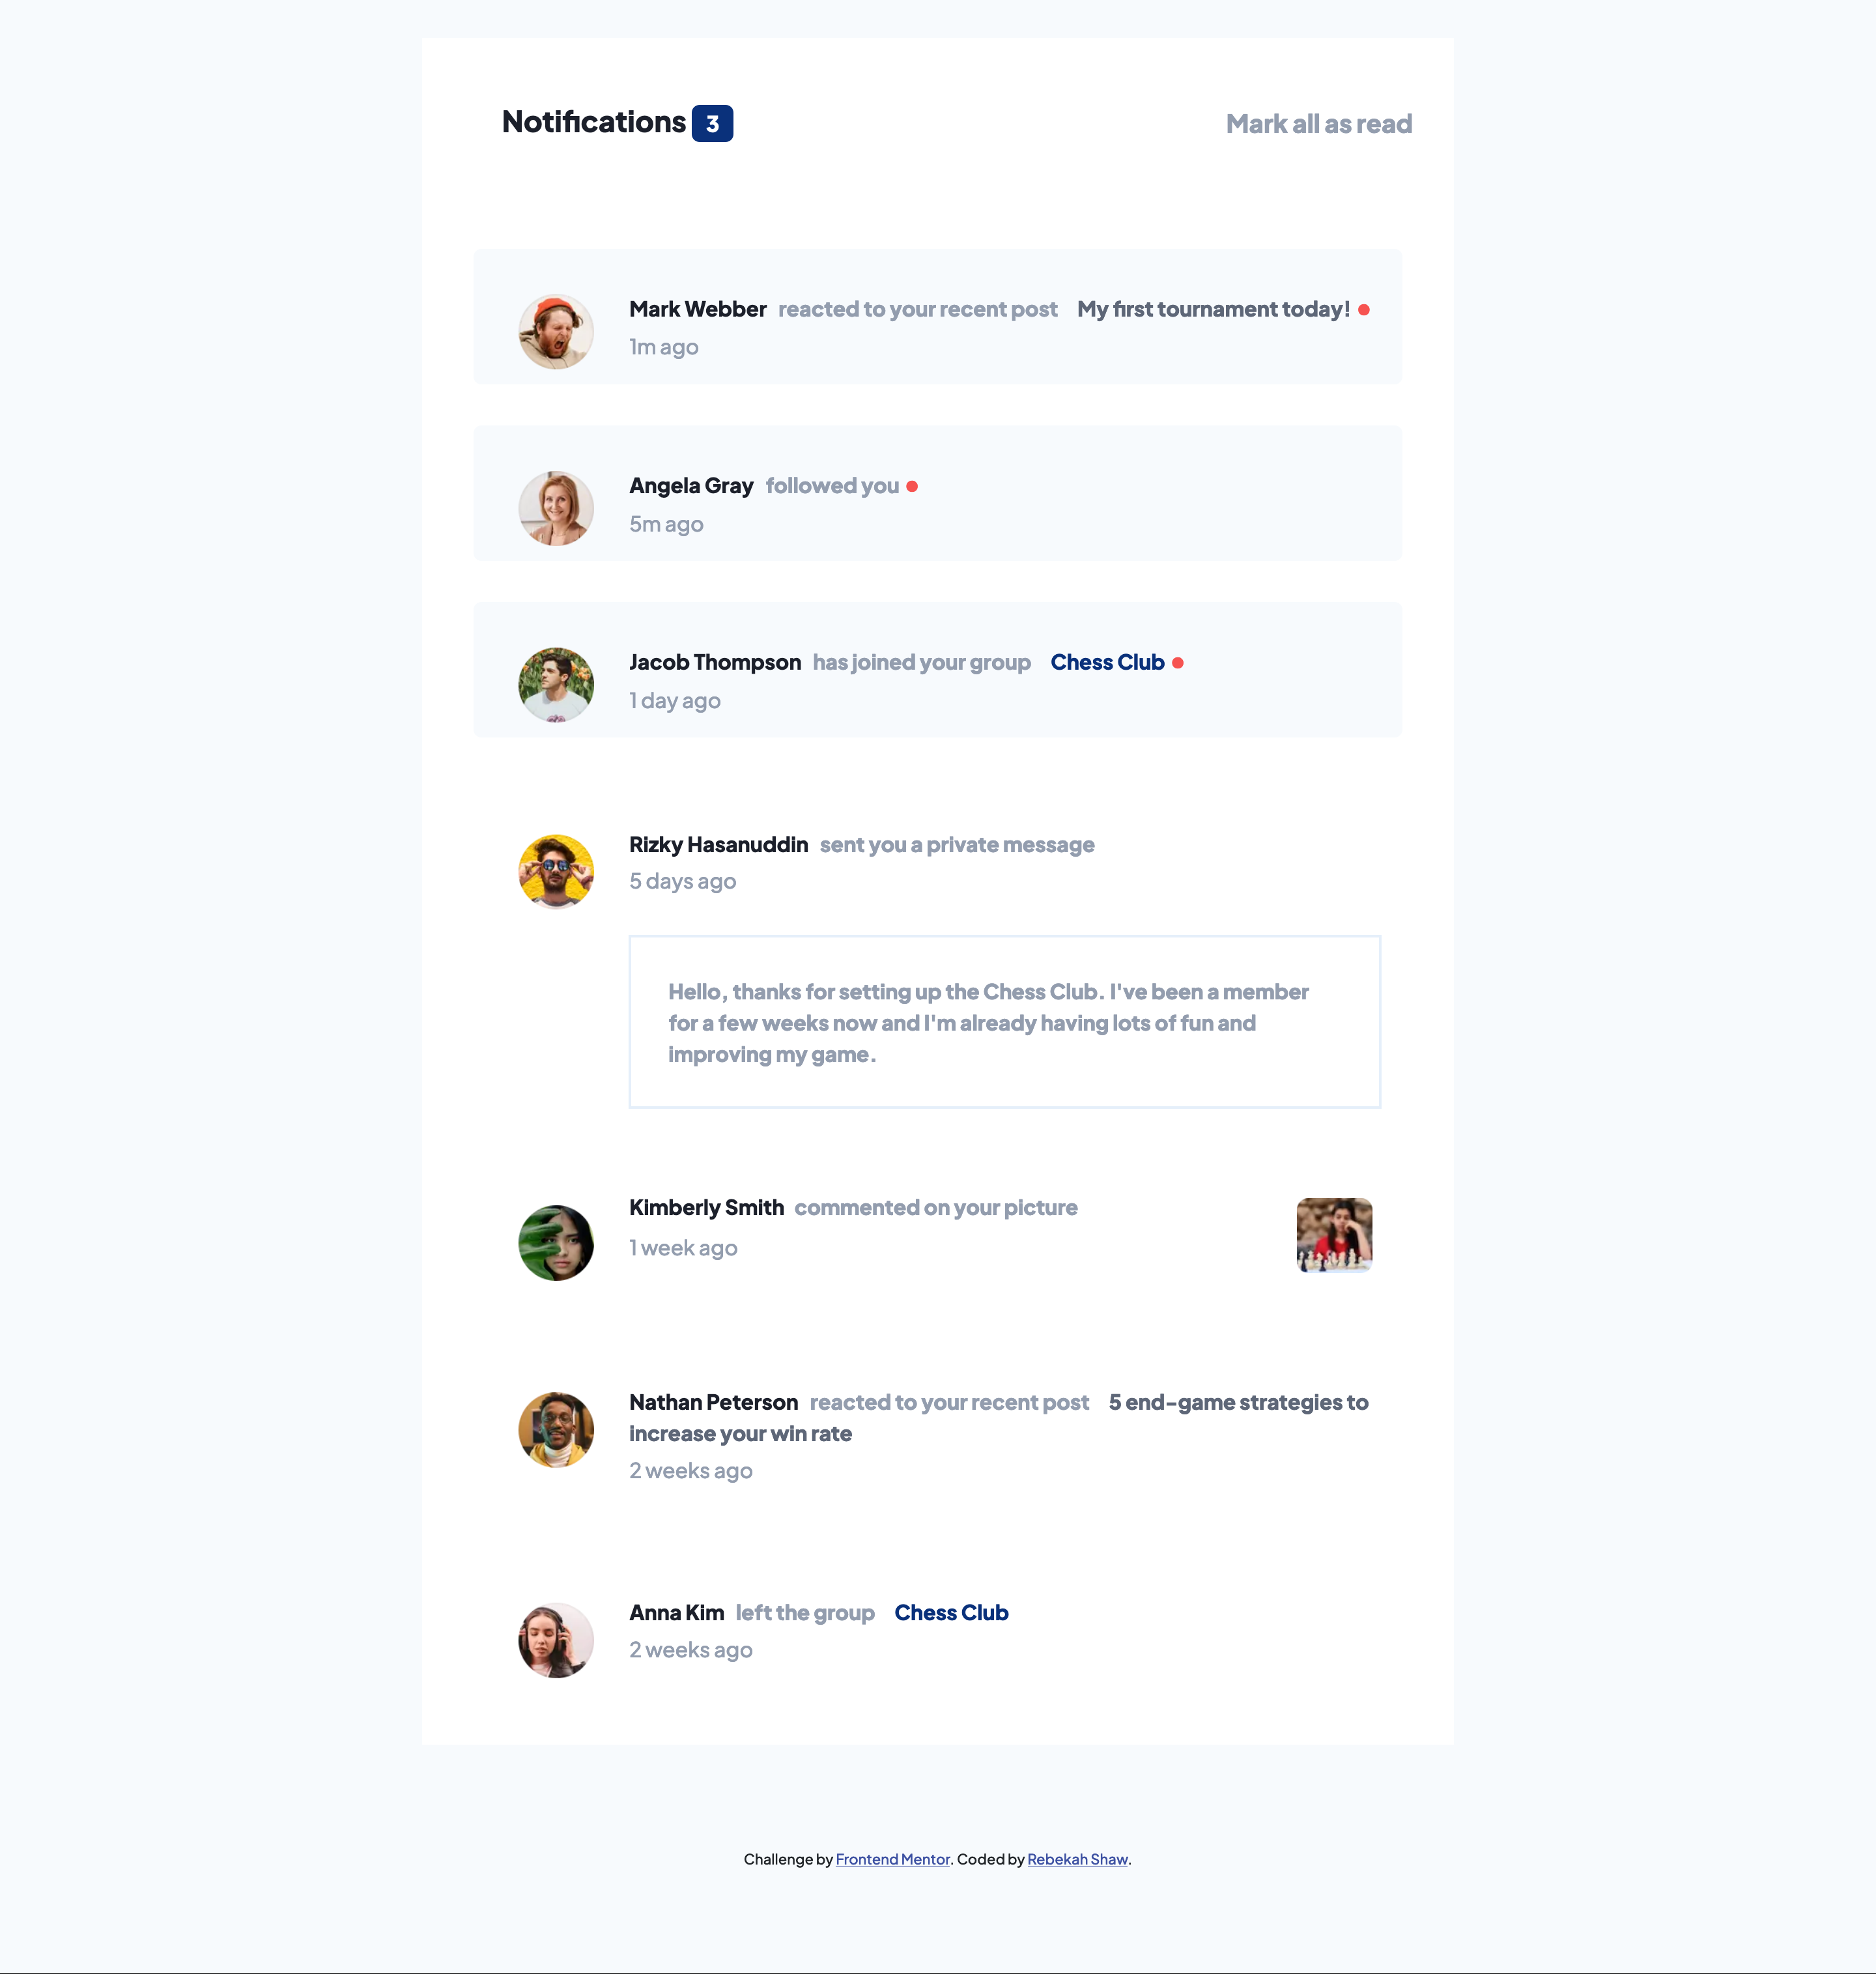 Notifications 3 Mark all as read
Mark Webber reacted to your recent post My first tournament today!
1m ago
Angela Gray followed you
5m ago
Jacob Thompson has joined your group Chess Club
1 day ago
Rizky Hasanuddin sent you a private message
5 days ago
Hello, thanks for setting up the Chess Club. I've been a member
for a few weeks now and I'm already having lots of fun and
improving my game.
Kimberly Smith commented on your picture
1 week ago
Nathan Peterson reacted to your recent post 5 end-game strategies to
increase your win rate
2 weeks ago
Anna Kim left the group Chess Club
2 weeks ago
Challenge by Frontend Mentor. Coded by Rebekah Shaw.